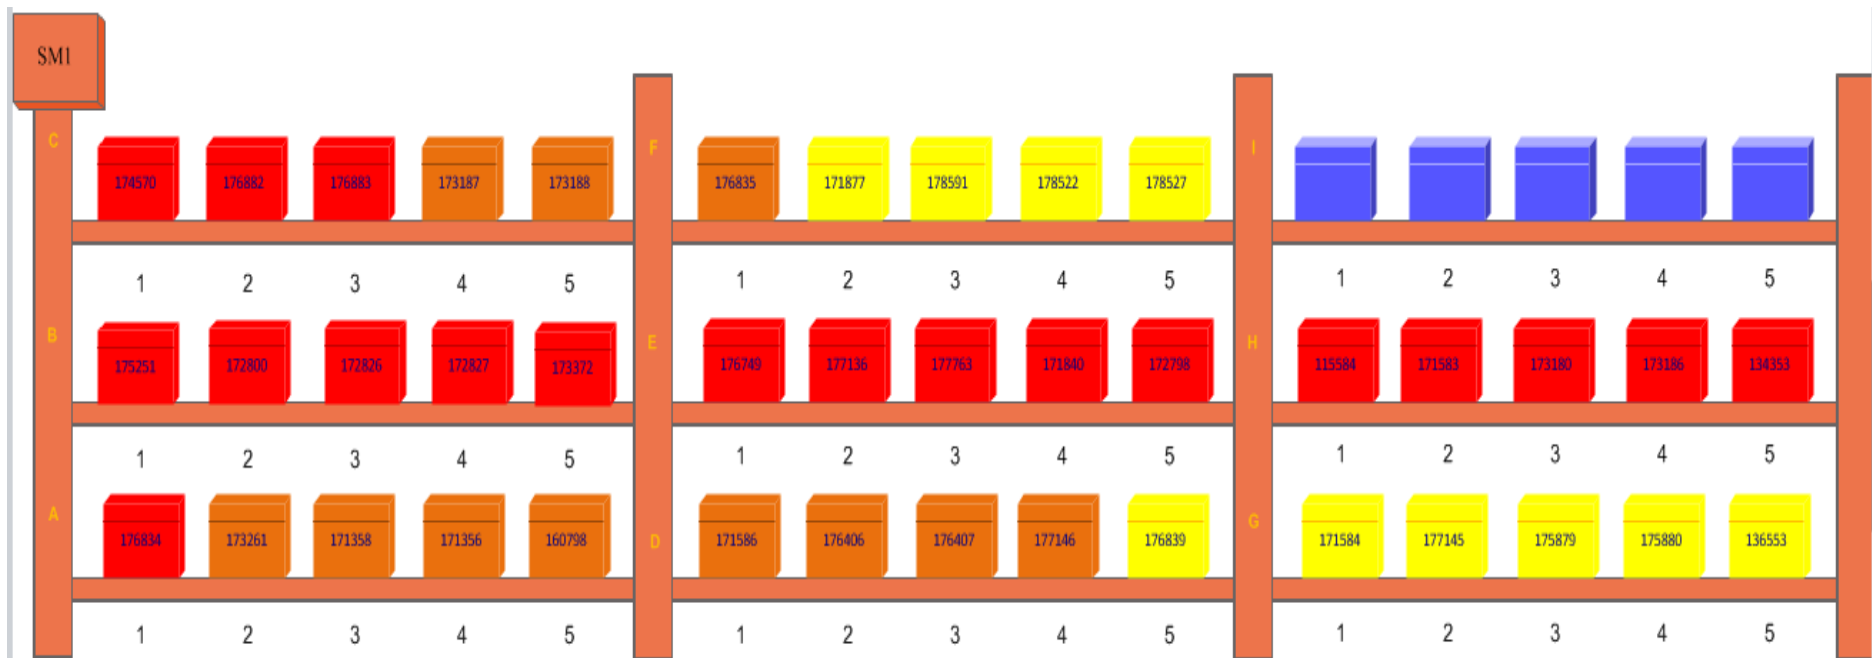 SM1
C
174570 176882 176883 173187 173188
F
176835 171877 178591 178522 178527
I
1 2 3 4 5
1 2 3 4 5
1 2 3 4 5
B
175251 172800 172826 172827 173372
E
176749 177136 177763 171840 172798
H
115584 171583 173180 173186 134353
1 2 3 4 5
1 2 3 4 5
1 2 3 4 5
A
176834 173261 171358 171356 160798
D
171586 176406 176407 177146 176839
G
171584 177145 175879 175880 136553
1 2 3 4 5
1 2 3 4 5
1 2 3 4 5